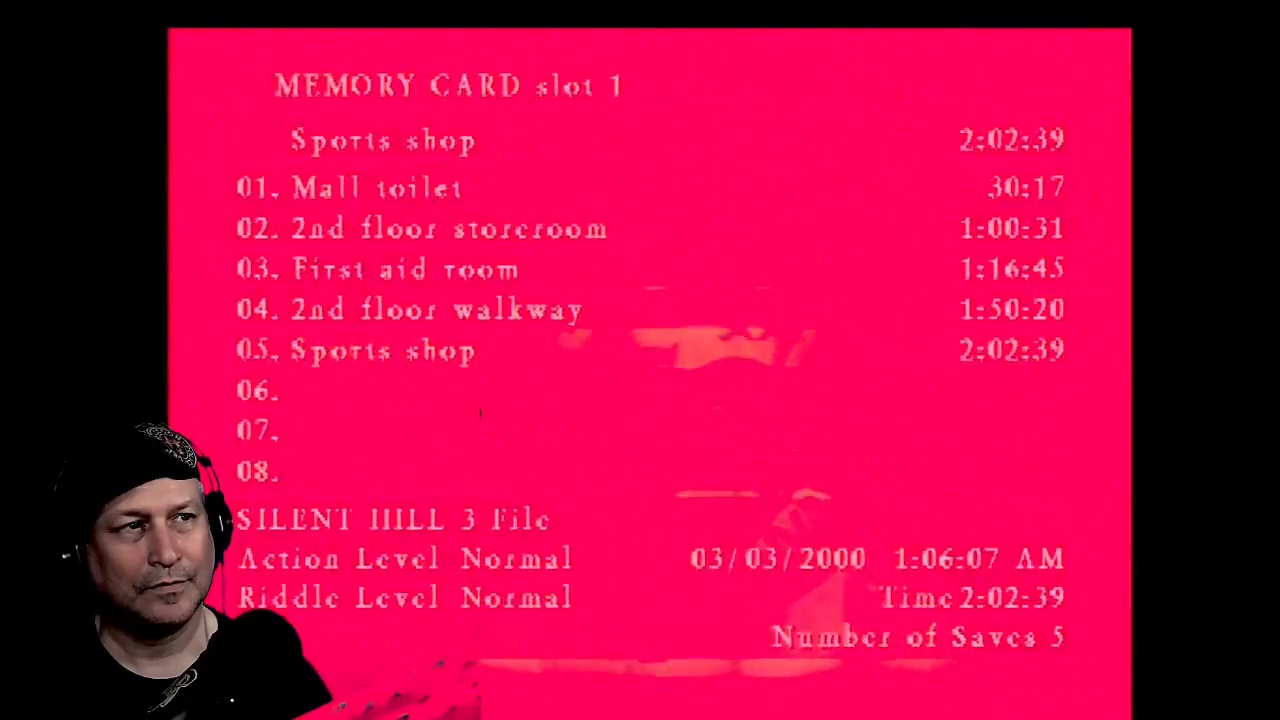 MEMORY CARD slot 1
Sports shop 2:02:39
01. Mall toilet 30:17
02. 2nd floor storeroom 1:00:31
03. First aid room 1:16:45
04. 2nd floor walkway 1:50:20
05. Sports shop 2:02:39
06.
07.
08.
SILENT HILL 3 File
Action Level Normal 03/03/2000 1:06:07 AM
Riddle Level Normal Time 2:02:39
Number of Saves 5